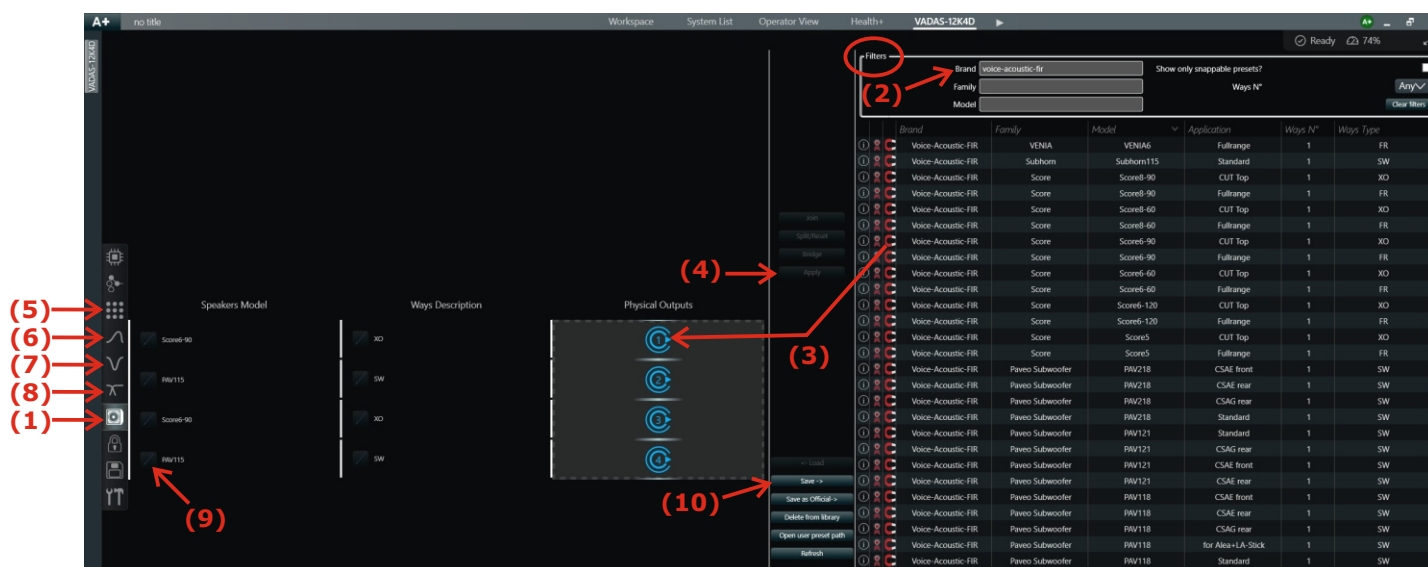 A+ no title Workspace System List Operator View Health+ VADAS-12K4D
VADAS-12K4D
Ready 74%
Filters
Brand voice-acoustic-fir Show only snappable presets?
Family Ways N° Any
Model Clear filters
(2)
Brand Family Model Application Ways N° Ways Type
Voice-Acoustic-FIR VENIA VENIA6 Fullrange 1 FR
Voice-Acoustic-FIR Subhorn Subhorn115 Standard 1 SW
Voice-Acoustic-FIR Score Score8-90 CUT Top 1 XO
Voice-Acoustic-FIR Score Score8-90 Fullrange 1 FR
Voice-Acoustic-FIR Score Score8-60 CUT Top 1 XO
Voice-Acoustic-FIR Score Score8-60 Fullrange 1 FR
Voice-Acoustic-FIR Score Score6-90 CUT Top 1 XO
Voice-Acoustic-FIR Score Score6-90 Fullrange 1 FR
Voice-Acoustic-FIR Score Score6-60 CUT Top 1 XO
Voice-Acoustic-FIR Score Score6-60 Fullrange 1 FR
Voice-Acoustic-FIR Score Score6-120 CUT Top 1 XO
Voice-Acoustic-FIR Score Score6-120 Fullrange 1 FR
Voice-Acoustic-FIR Score Score5 CUT Top 1 XO
Voice-Acoustic-FIR Score Score5 Fullrange 1 FR
Voice-Acoustic-FIR Paveo Subwoofer PAV218 CSAE front 1 SW
Voice-Acoustic-FIR Paveo Subwoofer PAV218 CSAE rear 1 SW
Voice-Acoustic-FIR Paveo Subwoofer PAV218 CSAG rear 1 SW
Voice-Acoustic-FIR Paveo Subwoofer PAV218 Standard 1 SW
Voice-Acoustic-FIR Paveo Subwoofer PAV121 Standard 1 SW
Voice-Acoustic-FIR Paveo Subwoofer PAV121 CSAG rear 1 SW
Voice-Acoustic-FIR Paveo Subwoofer PAV121 CSAE front 1 SW
Voice-Acoustic-FIR Paveo Subwoofer PAV121 CSAE rear 1 SW
Voice-Acoustic-FIR Paveo Subwoofer PAV118 CSAE front 1 SW
Voice-Acoustic-FIR Paveo Subwoofer PAV118 CSAE rear 1 SW
Voice-Acoustic-FIR Paveo Subwoofer PAV118 CSAG rear 1 SW
Voice-Acoustic-FIR Paveo Subwoofer PAV118 for Alea+LA-Stick 1 SW
Voice-Acoustic-FIR Paveo Subwoofer PAV118 Standard 1 SW
Join
Split/Reset
Bridge
(4) Apply
Speakers Model Ways Description Physical Outputs
(5)
(6) Score6-90 XO 1
(3)
(7)
(8) PAV115 SW 2
(1) Score6-90 XO 3
PAV115 SW 4
(9)
<- Load
(10) Save ->
Save as Official->
Delete from library
Open user preset path
Refresh